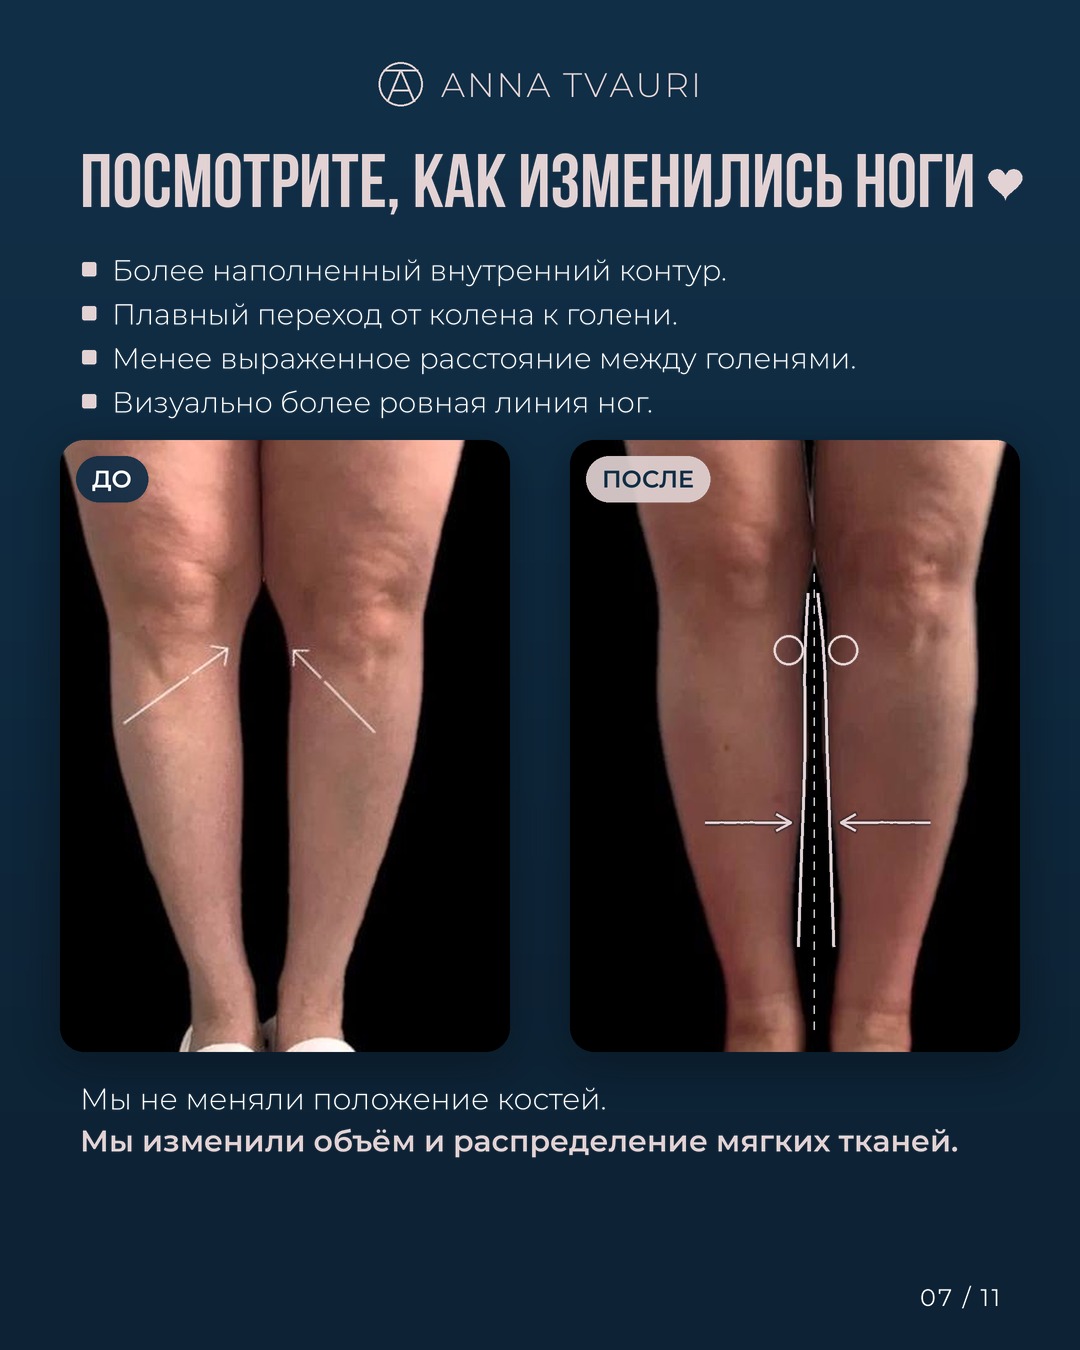 ANNA TVAURI
ПОСМОТРИТЕ, КАК ИЗМЕНИЛИСЬ НОГИ ♥
Более наполненный внутренний контур.
Плавный переход от колена к голени.
Менее выраженное расстояние между голенями.
Визуально более ровная линия ног.
ДО
ПОСЛЕ
Мы не меняли положение костей.
Мы изменили объём и распределение мягких тканей.
07 / 11